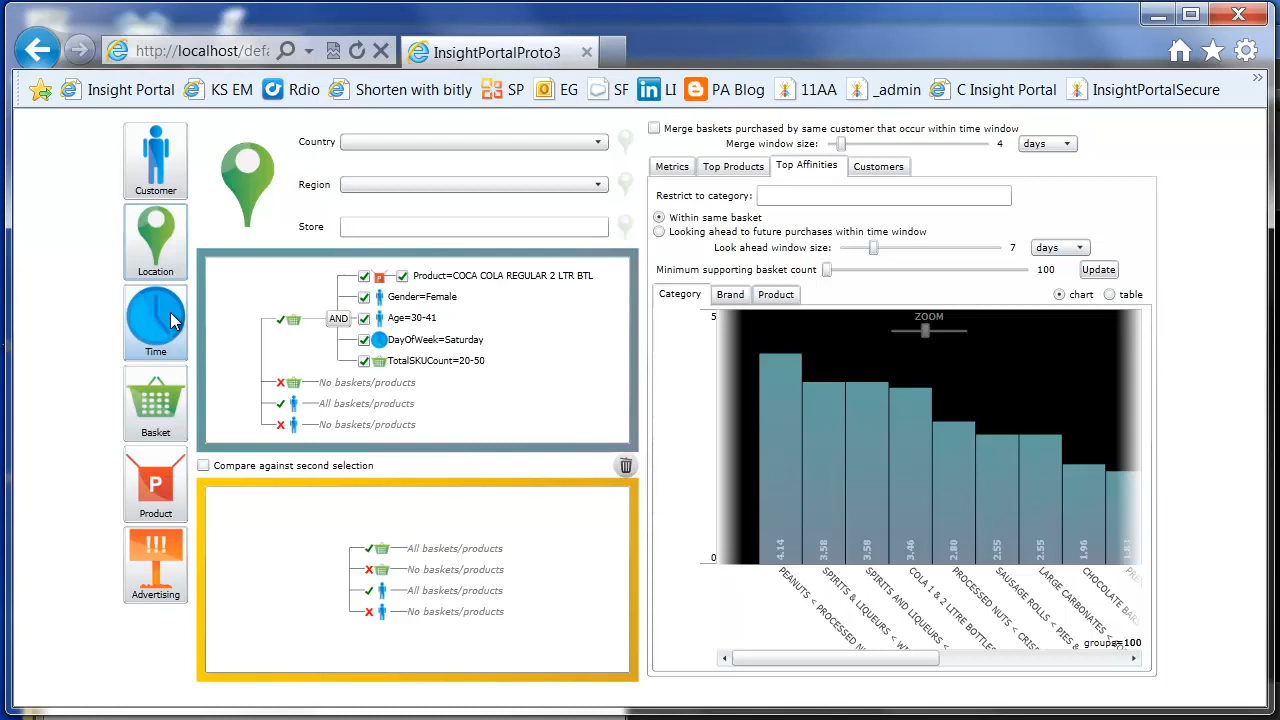 http://localhost/defa
InsightPortalProto3
Insight Portal
KS EM
Rdio
Shorten with bitly
SP
EG
SF
LI
PA Blog
11AA
_admin
C Insight Portal
InsightPortalSecure
Customer
Location
Time
Basket
P
Product
!!!
Advertising
Country
Region
Store
Product=COCA COLA REGULAR 2 LTR BTL
Gender=Female
AND
Age=30-41
DayOfWeek=Saturday
TotalSKUCount=20-50
No baskets/products
All baskets/products
No baskets/products
Compare against second selection
All baskets/products
No baskets/products
All baskets/products
No baskets/products
Merge baskets purchased by same customer that occur within time window
Merge window size: 4 days
Metrics
Top Products
Top Affinities
Customers
Restrict to category:
Within same basket
Looking ahead to future purchases within time window
Look ahead window size: 7 days
Minimum supporting basket count 100 Update
Category
Brand
Product
chart
table
5
ZOOM
0
4.14
3.58
3.58
3.46
2.80
2.55
2.55
1.96
PEANUTS < PROCESSED
SPIRITS & LIQUEURS <
SPIRITS AND LIQUEURS <
COLA 1 & 2 LITRE BOTTLES
PROCESSED NUTS < CRIS
SAUSAGE ROLLS < PIES &
LARGE CARBONATES <
CHOCOLATE BARS
groups=100